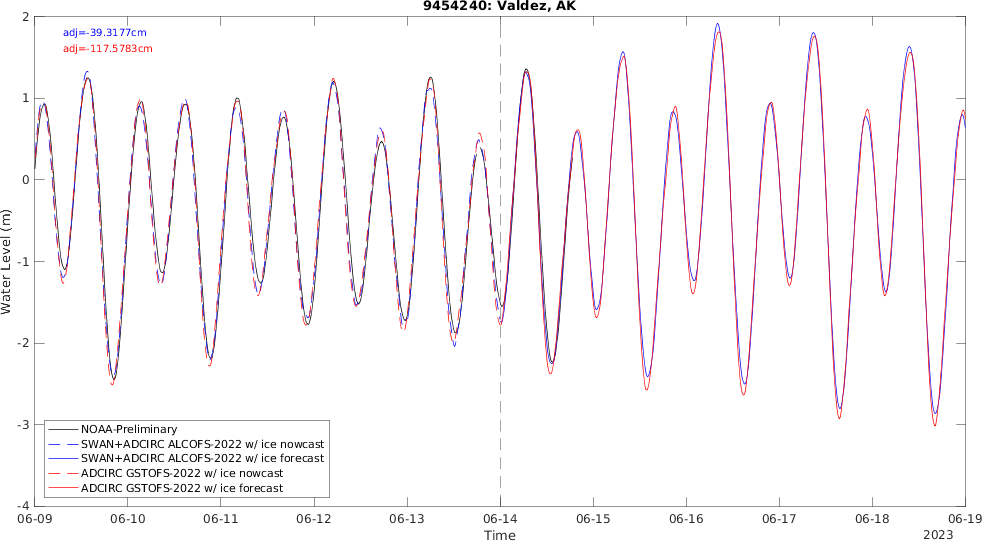 9454240: Valdez, AK
adj=-39.3177cm
adj=-117.5783cm
2
1
0
-1
-2
-3
-4
Water Level (m)
NOAA-Preliminary
SWAN+ADCIRC ALCOFS-2022 w/ ice nowcast
SWAN+ADCIRC ALCOFS-2022 w/ ice forecast
ADCIRC GSTOFS-2022 w/ ice nowcast
ADCIRC GSTOFS-2022 w/ ice forecast
06-09 06-10 06-11 06-12 06-13 06-14 06-15 06-16 06-17 06-18 06-19
Time
2023